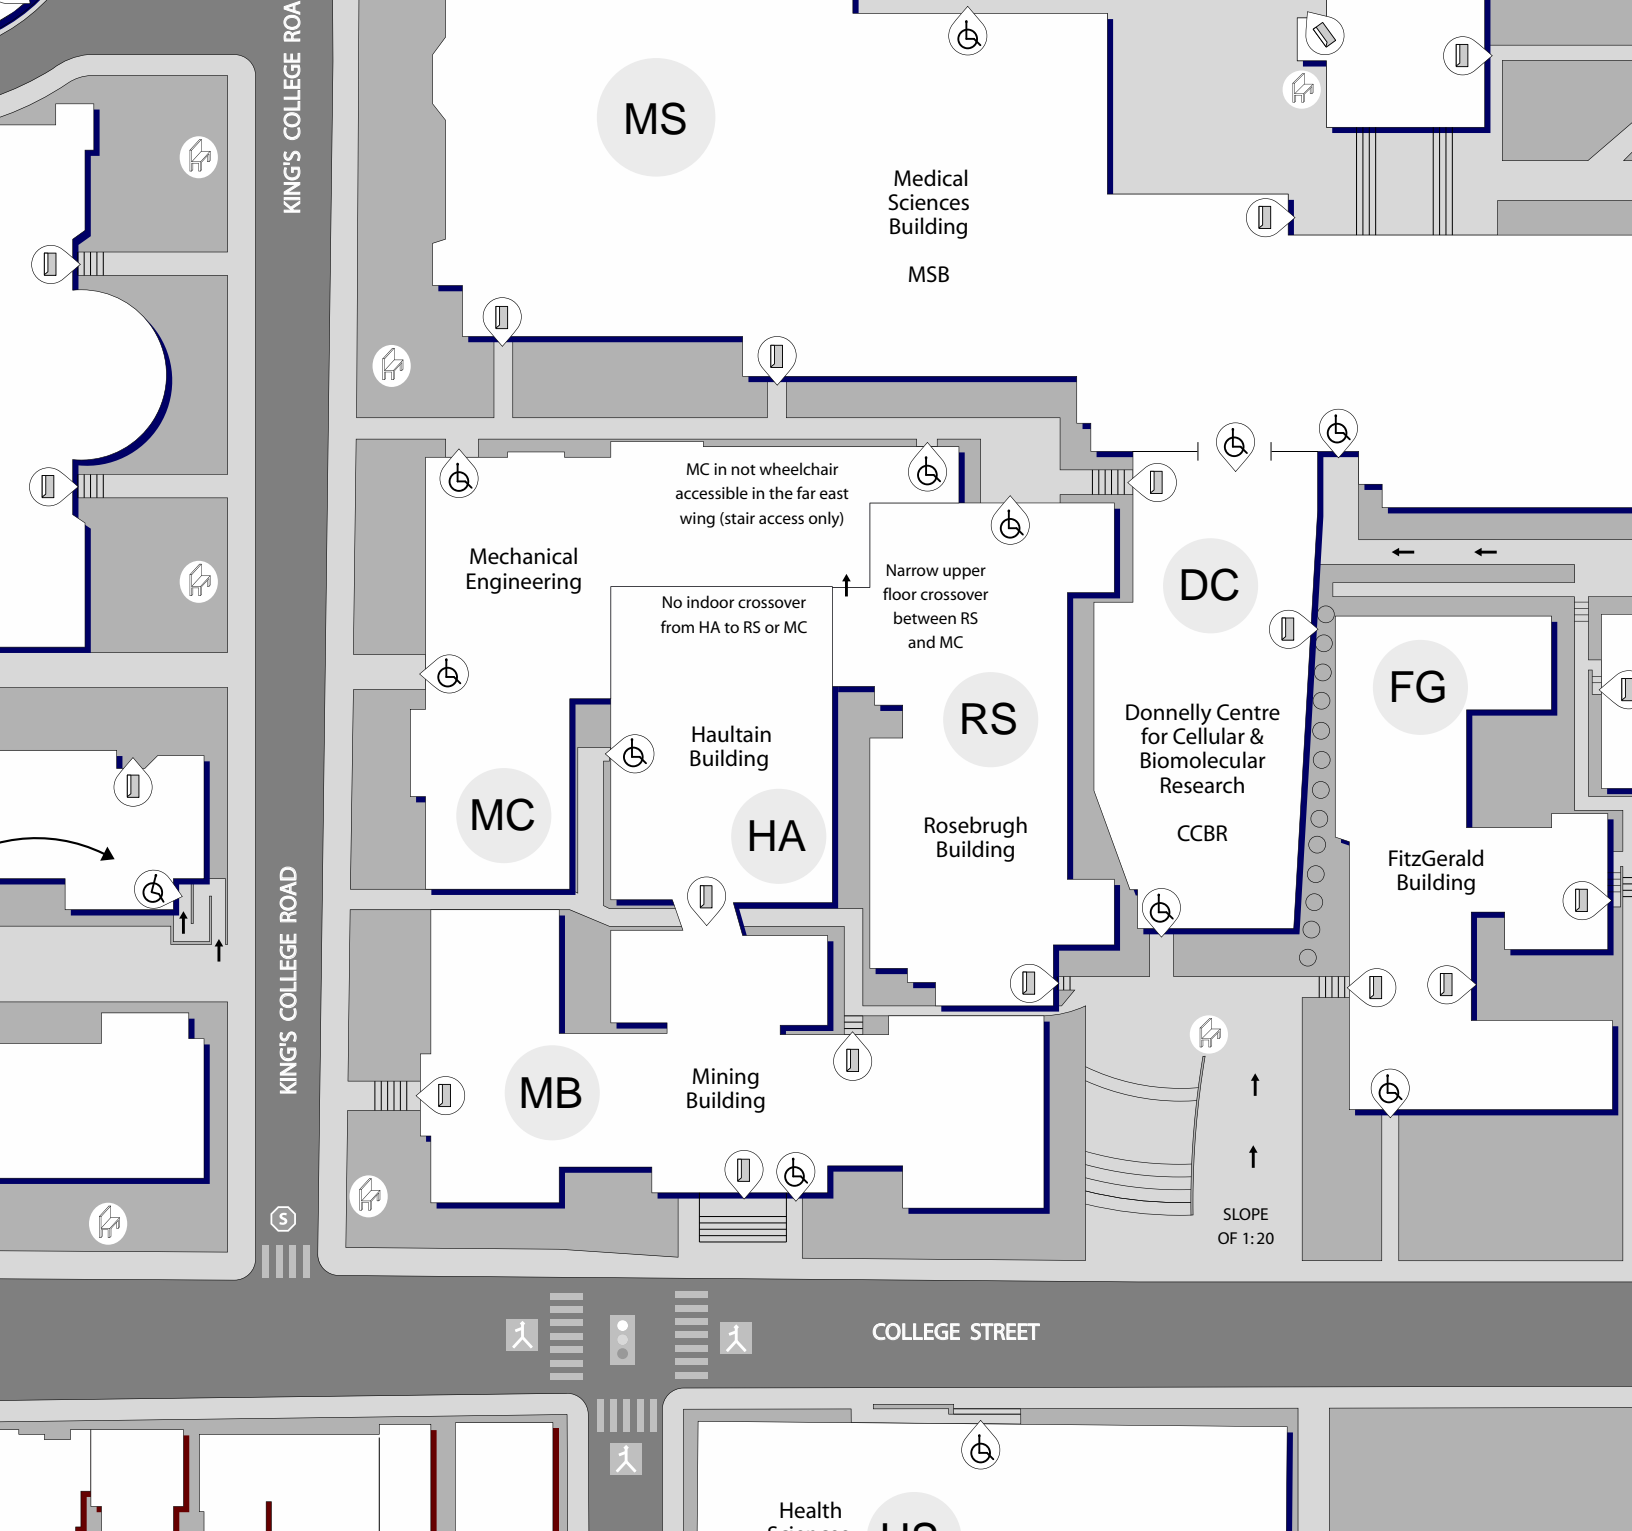 KING'S COLLEGE ROA
MS
Medical
Sciences
Building
MSB
MC in not wheelchair
accessible in the far east
wing (stair access only)
Mechanical
Engineering
No indoor crossover
from HA to RS or MC
Narrow upper
floor crossover
between RS
and MC
DC
FG
RS
Donnelly Centre
for Cellular &
Biomolecular
Research
CCBR
Haultain
Building
MC
HA
Rosebrugh
Building
FitzGerald
Building
KING'S COLLEGE ROAD
MB
Mining
Building
S
SLOPE
OF 1:20
COLLEGE STREET
Health
Sciences
HS